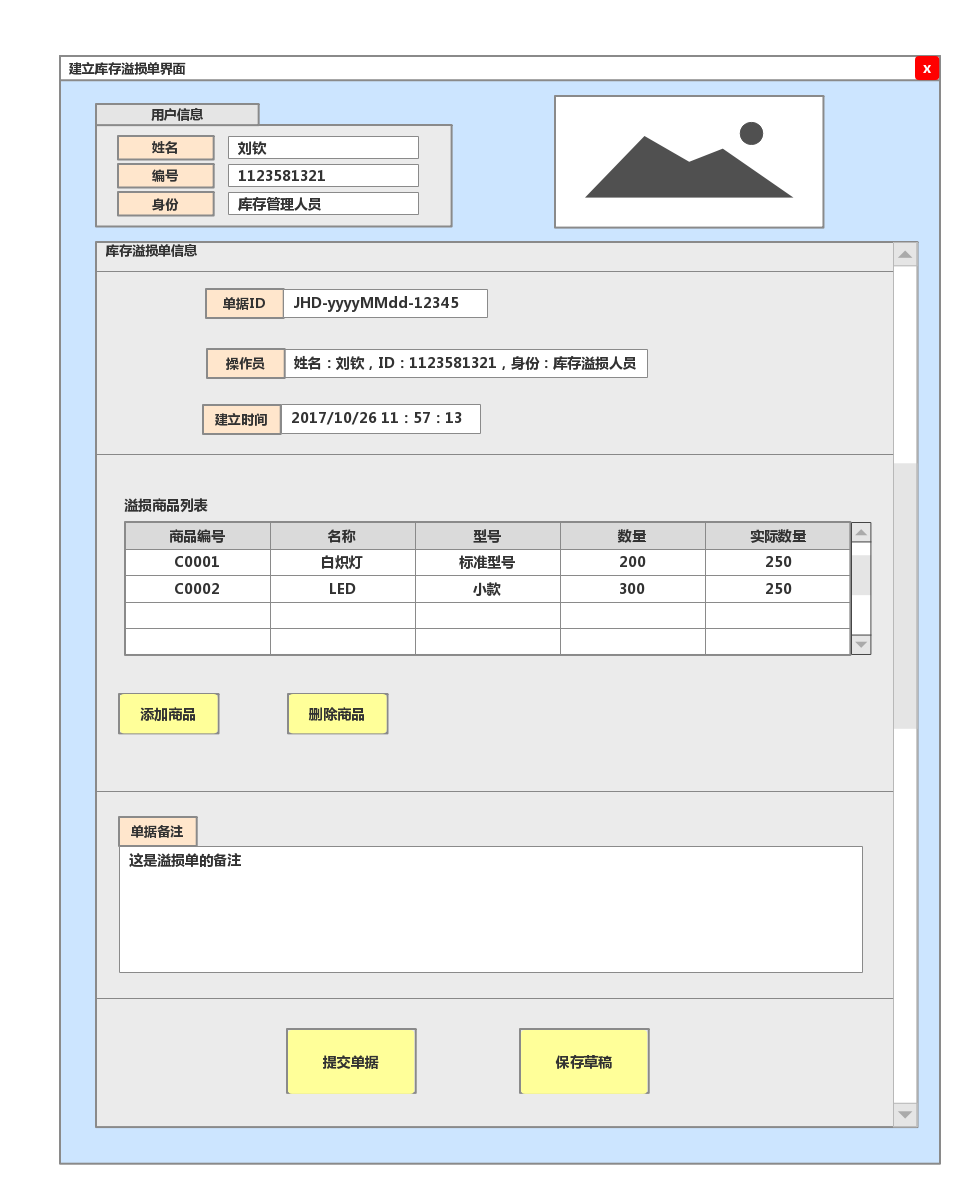 建立库存溢损单界面
x
用户信息
姓名 刘钦
编号 1123581321
身份 库存管理人员
库存溢损单信息
单据ID JHD-yyyyMMdd-12345
操作员 姓名：刘钦，ID：1123581321，身份：库存溢损人员
建立时间 2017/10/26 11：57：13
溢损商品列表
商品编号 名称 型号 数量 实际数量
C0001 白炽灯 标准型号 200 250
C0002 LED 小款 300 250
添加商品 删除商品
单据备注
这是溢损单的备注
提交单据 保存草稿